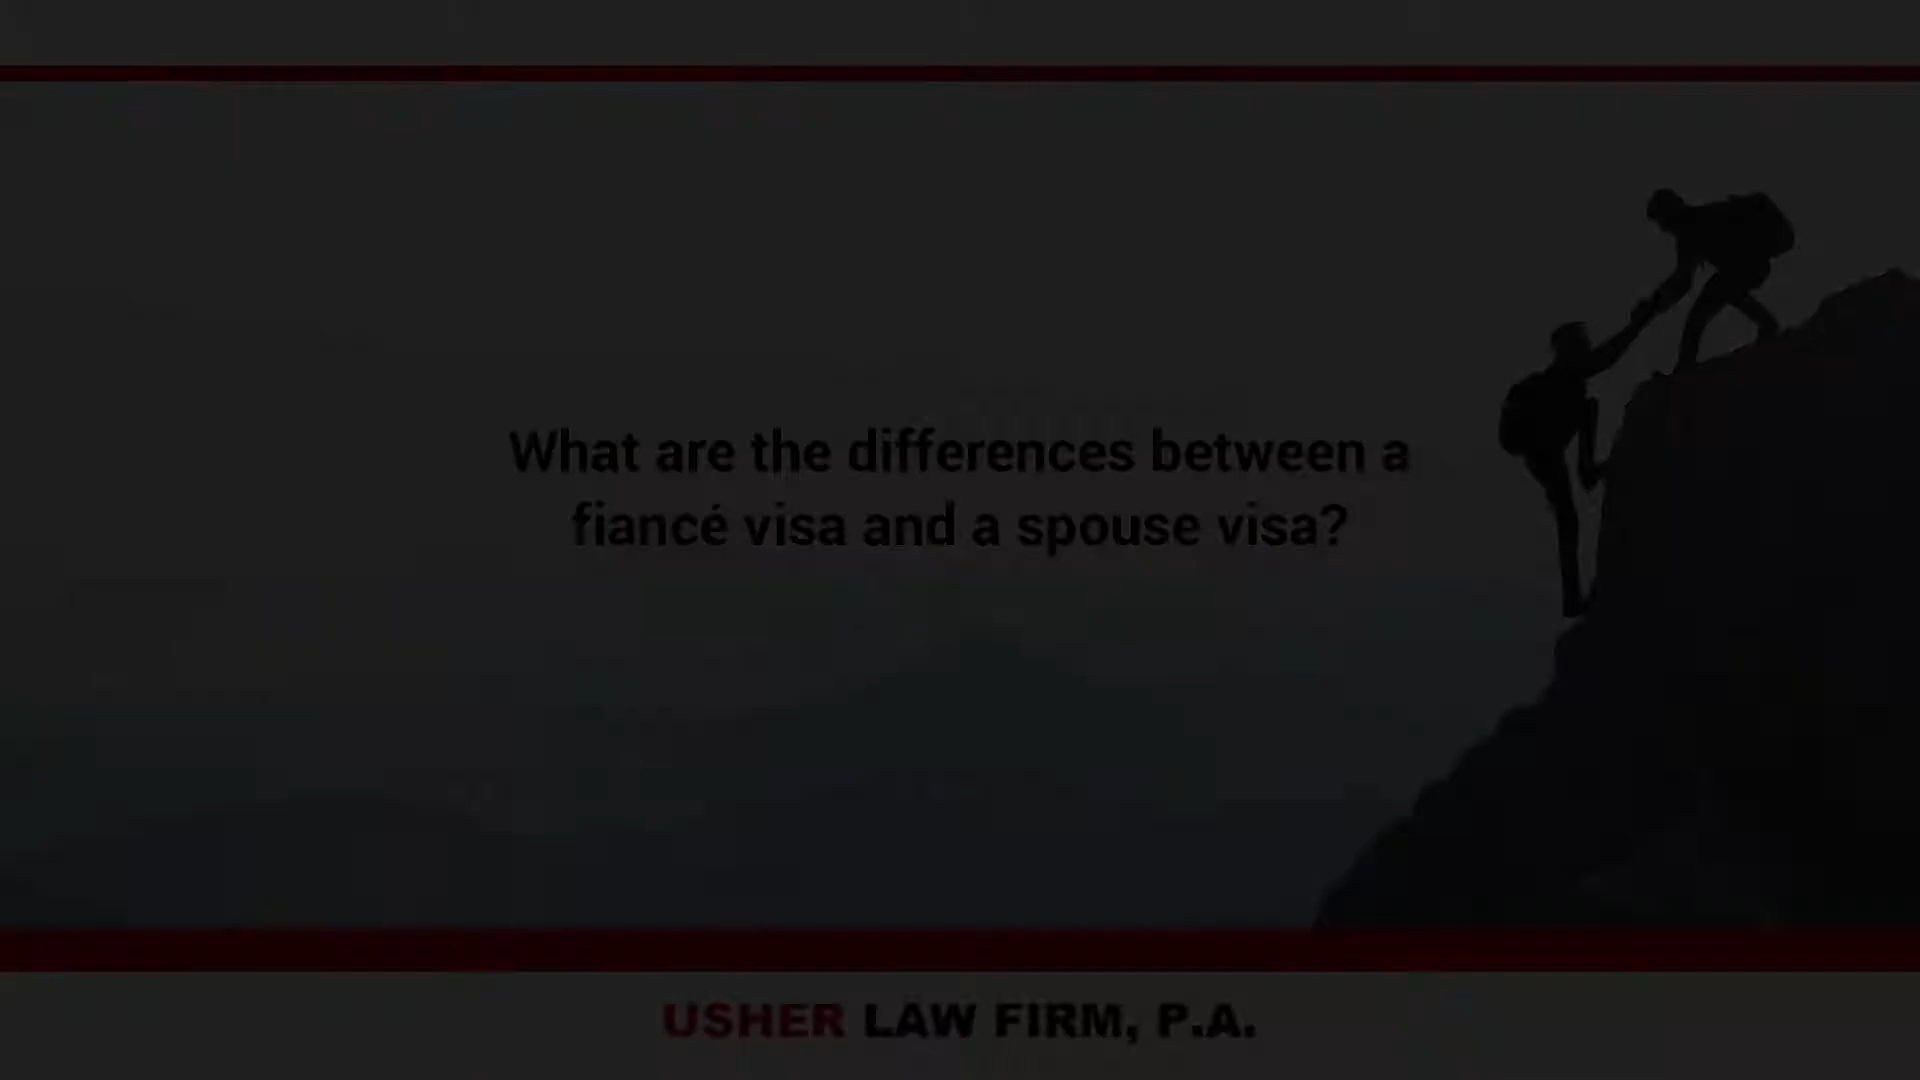 What are the differences between a
fiancé visa and a spouse visa?
USHER LAW FIRM, P.A.